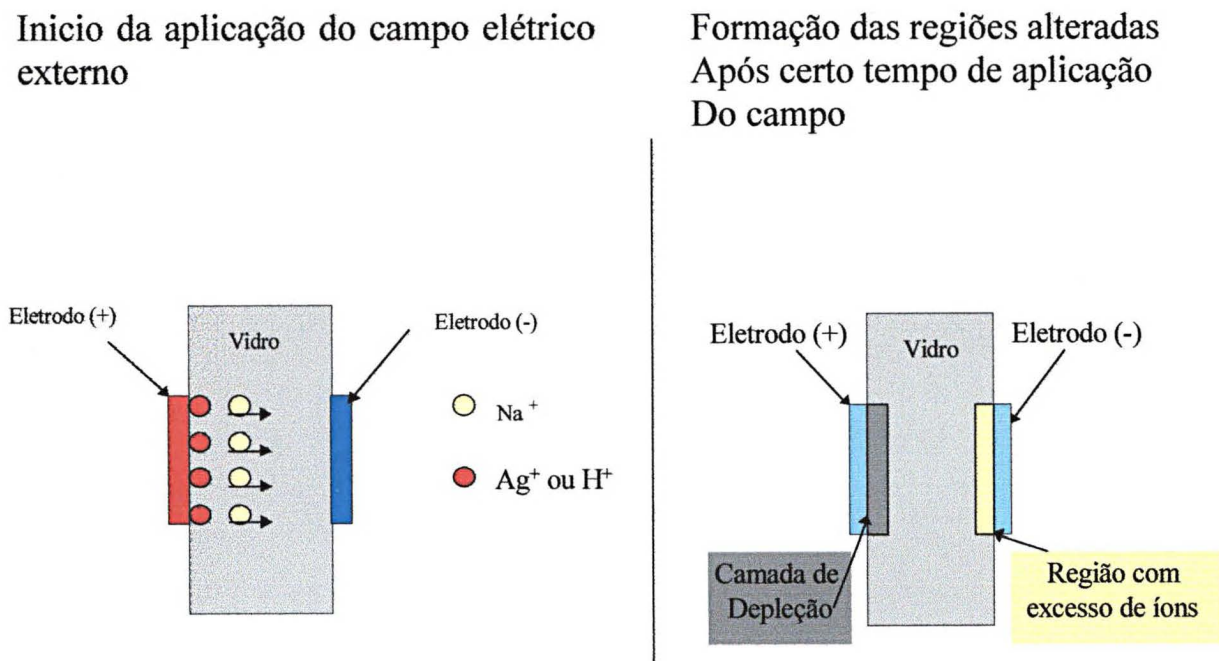 Inicio da aplicação do campo elétrico
externo
Formação das regiões alteradas
Após certo tempo de aplicação
Do campo
Eletrodo (+)
Vidro
Eletrodo (-)
Na +
Ag+ ou H+
Eletrodo (+)
Vidro
Eletrodo (-)
Camada de
Depleção
Região com
excesso de íons